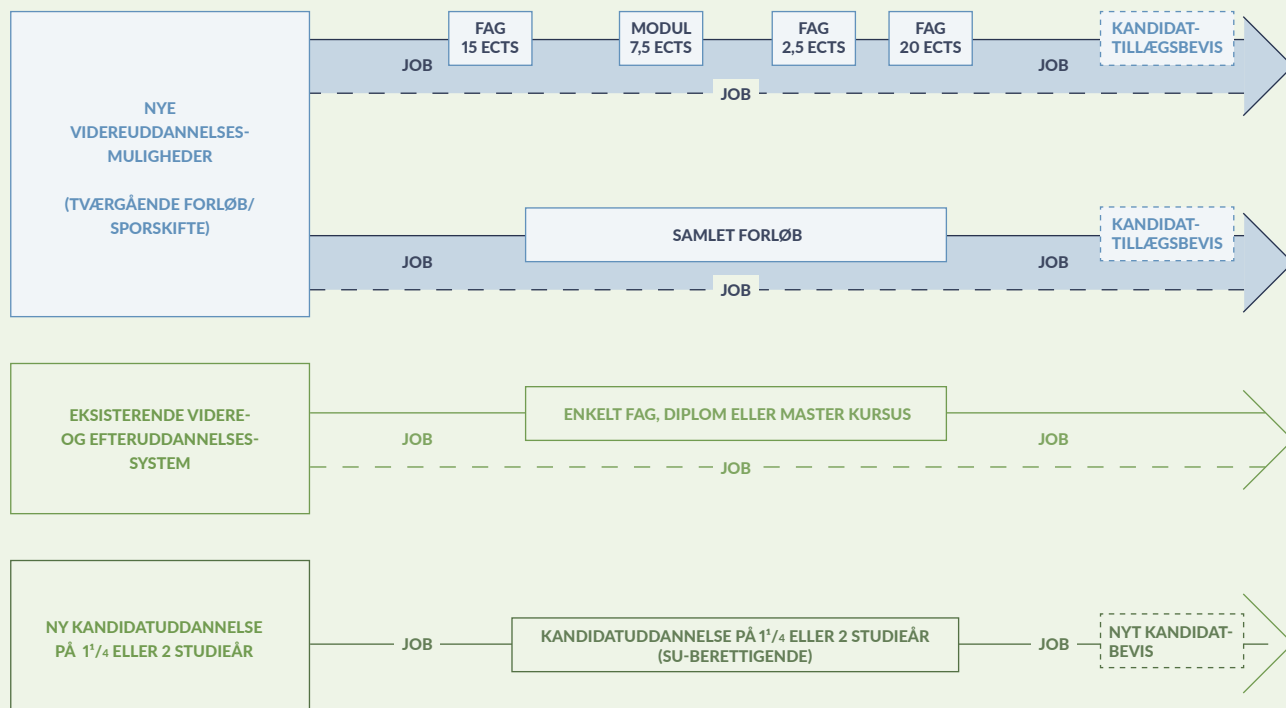 NYE
VIDEREUDDANNELSES-
MULIGHEDER
(TVÆRGÅENDE FORLØB/
SPORSKIFTE)
JOB
FAG
15 ECTS
MODUL
7,5 ECTS
FAG
2,5 ECTS
FAG
20 ECTS
JOB
KANDIDAT-
TILLÆGSBEVIS
JOB
JOB
SAMLET FORLØB
JOB
KANDIDAT-
TILLÆGSBEVIS
JOB
EKSISTERENDE VIDERE-
OG EFTERUDDANNELSES-
SYSTEM
JOB
ENKELT FAG, DIPLOM ELLER MASTER KURSUS
JOB
JOB
NY KANDIDATUDDANNELSE
PÅ 1¹/₄ ELLER 2 STUDIEÅR
JOB
KANDIDATUDDANNELSE PÅ 1¹/₄ ELLER 2 STUDIEÅR
(SU-BERETTIGENDE)
JOB
NYT KANDIDAT-
BEVIS